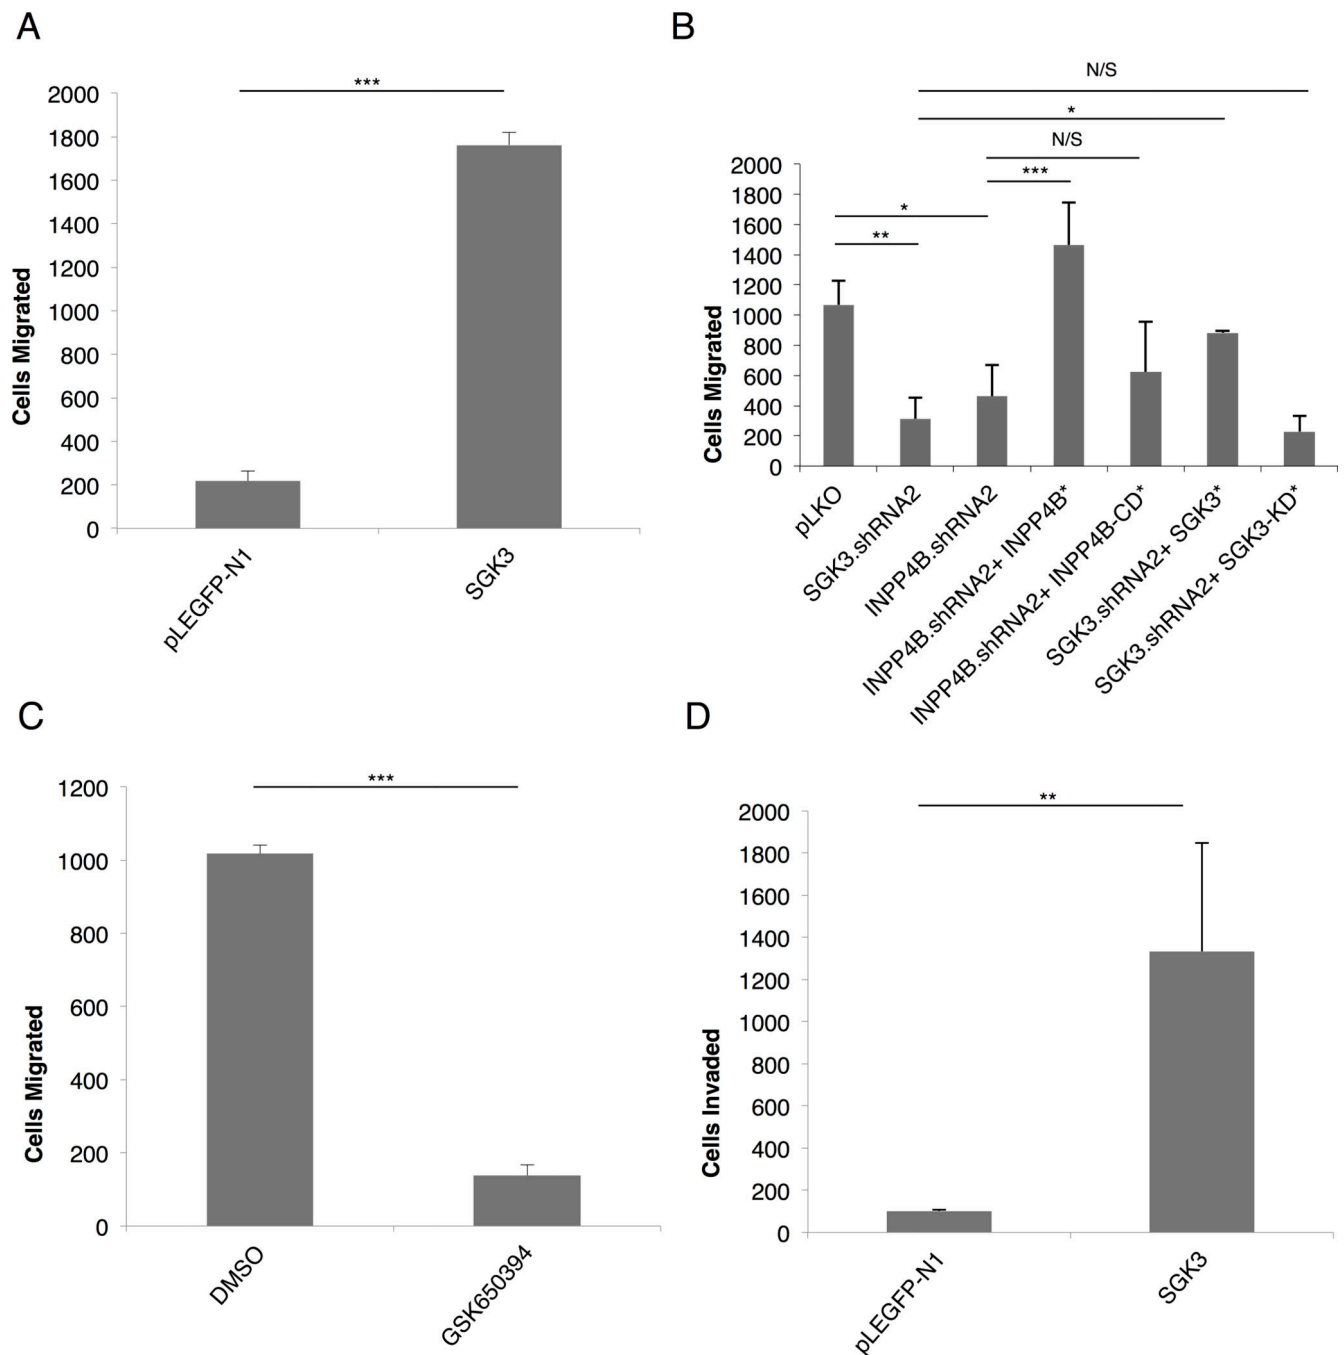 A
***
2000
1800
1600
1400
1200
1000
800
600
400
200
0
Cells Migrated
pLEGFP-N1
SGK3
B
N/S
*
N/S
***
*
**
2000
1800
1600
1400
1200
1000
800
600
400
200
0
Cells Migrated
pLKO
SGK3.shRNA2
INPP4B.shRNA2
INPP4B.shRNA2+ INPP4B*
INPP4B.shRNA2+ INPP4B-CD*
SGK3.shRNA2+ SGK3*
SGK3.shRNA2+ SGK3-KD*
C
***
1200
1000
800
600
400
200
0
Cells Migrated
DMSO
GSK650394
D
**
2000
1800
1600
1400
1200
1000
800
600
400
200
0
Cells Invaded
pLEGFP-N1
SGK3